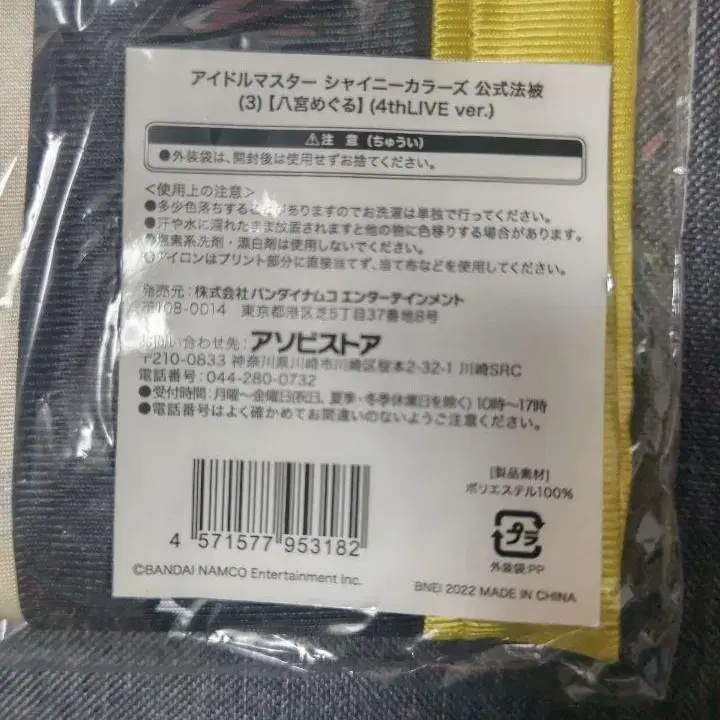 アイドルマスター シャイニーカラーズ 公式法被
(3)【八宮めぐる】(4thLIVE ver.)
⚠注 意 (ちゅうい)
●外装袋は、開封後は使用せずお捨てください。
<使用上の注意>
●多少色落ちすることがありますのでお洗濯は単独で行ってください。
●汗や水に濡れたまま放置されますと他の物に色移りする場合があります。
●塩素系洗剤・漂白剤は使用しないでください。
●アイロンはプリント部分に直接当てず、当て布などを使用してください。
発売元:株式会社バンダイナムコエンターテインメント
〒108-0014 東京都港区芝5丁目37番地8号
お問い合わせ先:アソビストア
〒210-0833 神奈川県川崎市川崎区桜本2-32-1 川崎SRC
電話番号:044-280-0732
●受付時間:月曜～金曜日(祝日、夏季・冬季休業日を除く) 10時～17時
●電話番号はよく確かめてお間違いのないようご注意ください。
[製品素材]
ポリエステル100%
4 571577 953182
プラ
外装袋:PP
©BANDAI NAMCO Entertainment Inc.
BNEI 2022 MADE IN CHINA